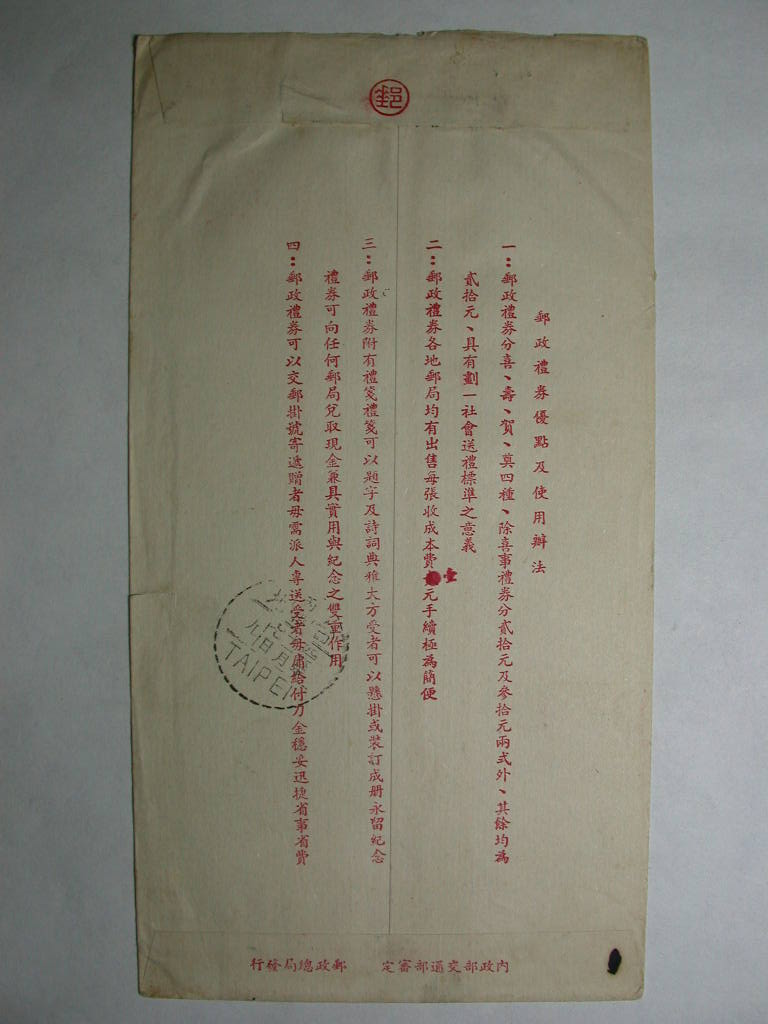 郵
郵政禮券優點及使用辦法
一：郵政禮券分喜、壽、賀、奠四種、除喜事禮券分貳拾元及參拾元兩式外、其餘均為
貳拾元、具有劃一社會送禮標準之意義
二：郵政禮券各地郵局均有出售每張收成本費壹元手續極為簡便
三：郵政禮券附有禮箋禮箋可以題字及詩詞典雅大方受者可以懸掛或裝訂成册永留紀念
禮券可向任何郵局兌取現金兼具實用與紀念之雙重作用
四：郵政禮券可以交郵掛號寄遞贈者毋需派人專送受者毋庸給付力金穩妥迅捷省事省費
TAIPEI
內政部交通部審定 郵政總局發行